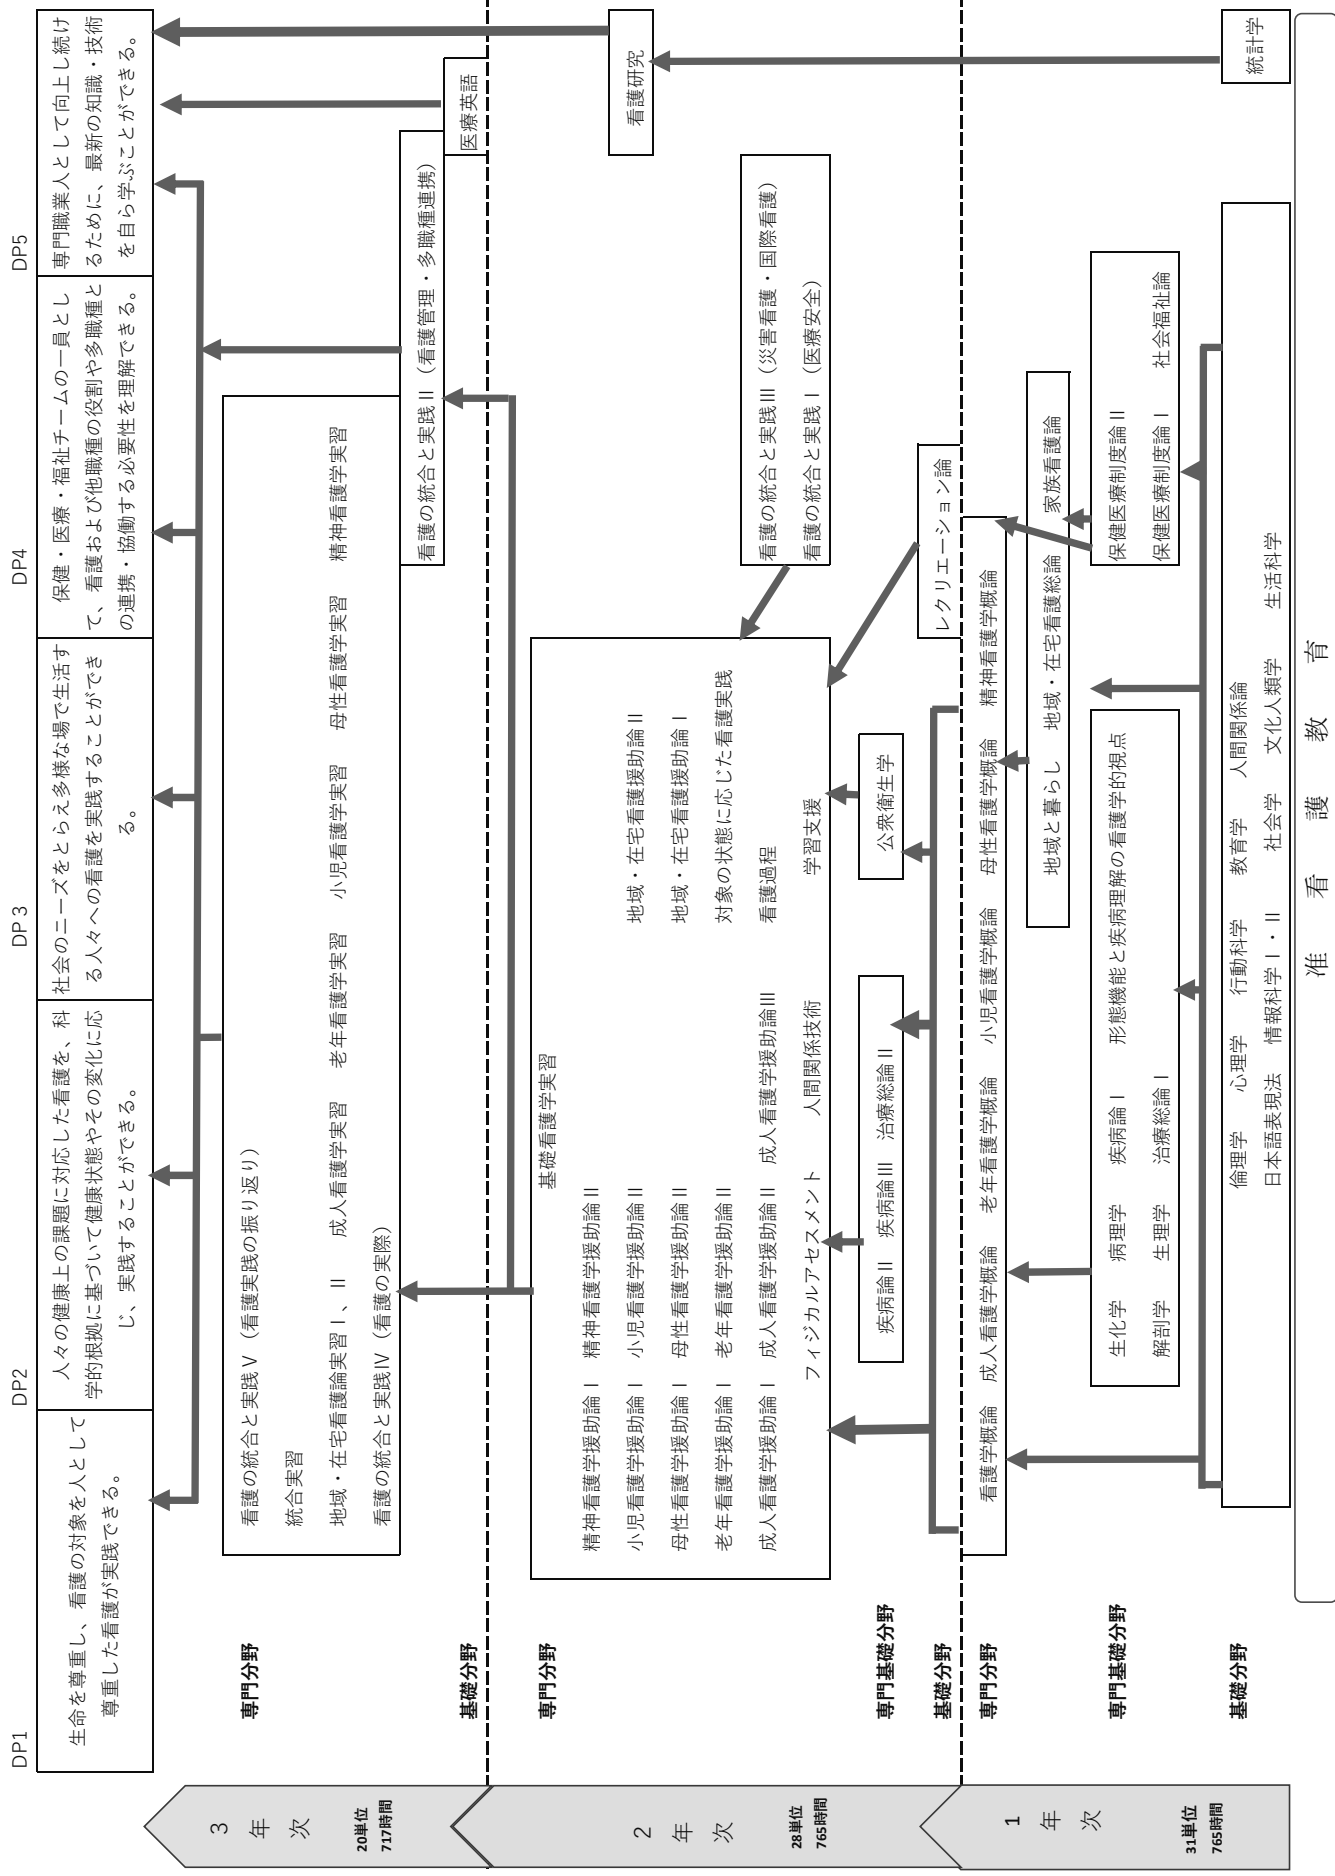 DP1
DP2
DP 3
DP4
DP5
生命を尊重し、看護の対象を人として
尊重した看護が実践できる。
人々の健康上の課題に対応した看護を、科
学的根拠に基づいて健康状態やその変化に応
じ、実践することができる。
社会のニーズをとらえ多様な場で生活す
る人々への看護を実践することができ
る。
保健・医療・福祉チームの一員とし
て、看護および他職種の役割や多職種と
の連携・協働する必要性を理解できる。
専門職業人として向上し続け
るために、最新の知識・技術
を自ら学ぶことができる。
3
年
次
20単位
717時間
専門分野
看護の統合と実践Ⅴ（看護実践の振り返り）
統合実習
地域・在宅看護論実習Ⅰ、Ⅱ 成人看護学実習 老年看護学実習 小児看護学実習 母性看護学実習 精神看護学実習
看護の統合と実践Ⅳ（看護の実際）
看護の統合と実践Ⅱ（看護管理・多職種連携）
基礎分野
医療英語
2
年
次
28単位
765時間
専門分野
基礎看護学実習
精神看護学援助論Ⅰ 精神看護学援助論Ⅱ
小児看護学援助論Ⅰ 小児看護学援助論Ⅱ 地域・在宅看護援助論Ⅱ
母性看護学援助論Ⅰ 母性看護学援助論Ⅱ 地域・在宅看護援助論Ⅰ
老年看護学援助論Ⅰ 老年看護学援助論Ⅱ 対象の状態に応じた看護実践
成人看護学援助論Ⅰ 成人看護学援助論Ⅱ 成人看護学援助論Ⅲ 看護過程
フィジカルアセスメント 人間関係技術 学習支援
看護研究
看護の統合と実践Ⅲ（災害看護・国際看護）
看護の統合と実践Ⅰ（医療安全）
専門基礎分野
疾病論Ⅱ 疾病論Ⅲ 治療総論Ⅱ
公衆衛生学
基礎分野
レクリエーション論
1
年
次
31単位
765時間
専門分野
看護学概論 成人看護学概論 老年看護学概論 小児看護学概論 母性看護学概論 精神看護学概論
地域と暮らし 地域・在宅看護総論 家族看護論
専門基礎分野
生化学 病理学 疾病論Ⅰ 形態機能と疾病理解の看護学的視点
解剖学 生理学 治療総論Ⅰ
保健医療制度論Ⅱ
保健医療制度論Ⅰ 社会福祉論
基礎分野
倫理学 心理学 行動科学 教育学 人間関係論
日本語表現法 情報科学Ⅰ・Ⅱ 社会学 文化人類学 生活科学
統計学
准 看 護 教 育